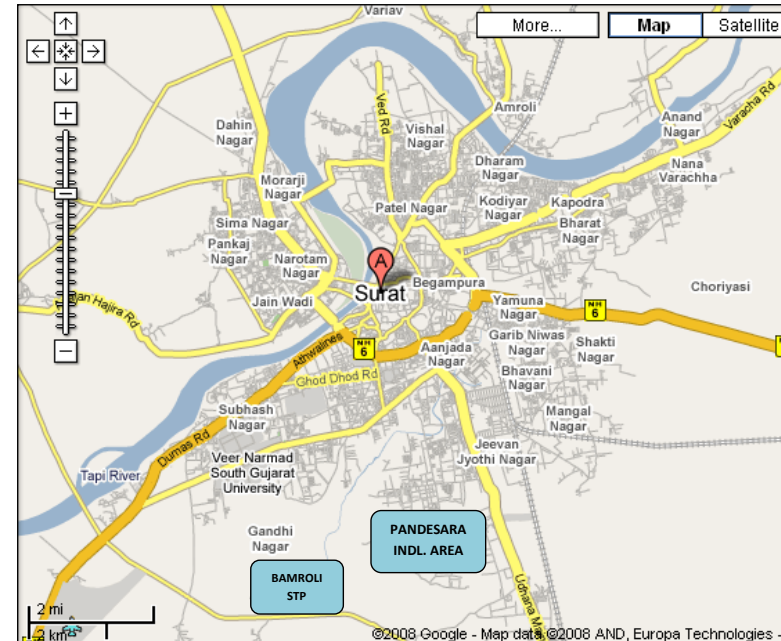 Variav
More...
Map
Satellite
Ved Rd
Amroli
Anand
Nagar
Varacha Rd
Dahin
Nagar
Vishal
Nagar
Dharam
Nagar
Nana
Varachha
Morarji
Nagar
Patel Nagar
Kodiyar
Nagar
Kapodra
Bharat
Nagar
Sima Nagar
Pankaj
Nagar
Narotam
Nagar
A
Begampura
Surat
Choriyasi
Jain Wadi
Hajira Rd
Yamuna
Nagar
NH
6
Athwalines
NH
6
Garib Niwas
Nagar
Shakti
Nagar
Aanjada
Nagar
Bhavani
Nagar
Ghod Dhod Rd
Subhash
Nagar
Mangal
Nagar
Dumas Rd
Jeevan
Jyothi Nagar
Veer Narmad
South Gujarat
University
Tapi River
Gandhi
Nagar
PANDESARA
INDL. AREA
BAMROLI
STP
Udhana
2 mi
2 km
©2008 Google - Map data ©2008 AND, Europa Technologies